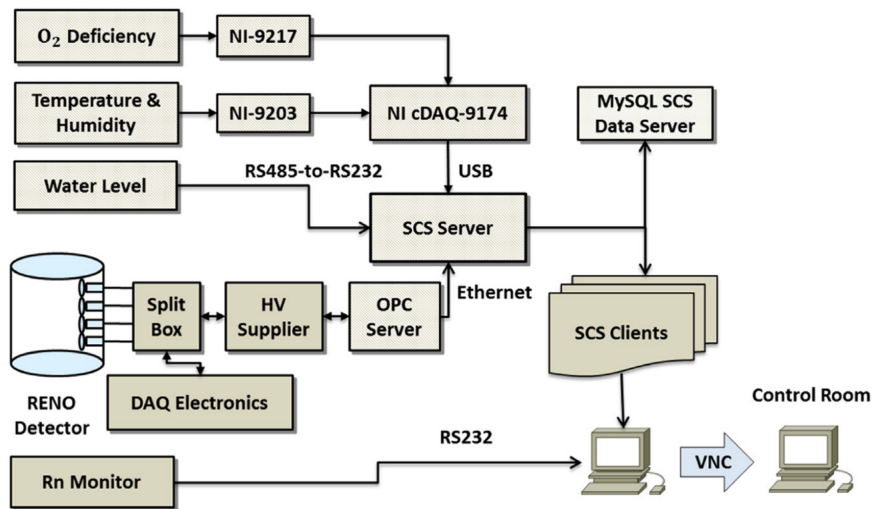 O₂ Deficiency
NI-9217
Temperature &
Humidity
NI-9203
NI cDAQ-9174
MySQL SCS
Data Server
Water Level
RS485-to-RS232
USB
SCS Server
Ethernet
Split
Box
HV
Supplier
OPC
Server
SCS Clients
RENO
Detector
DAQ Electronics
Control Room
RS232
VNC
Rn Monitor